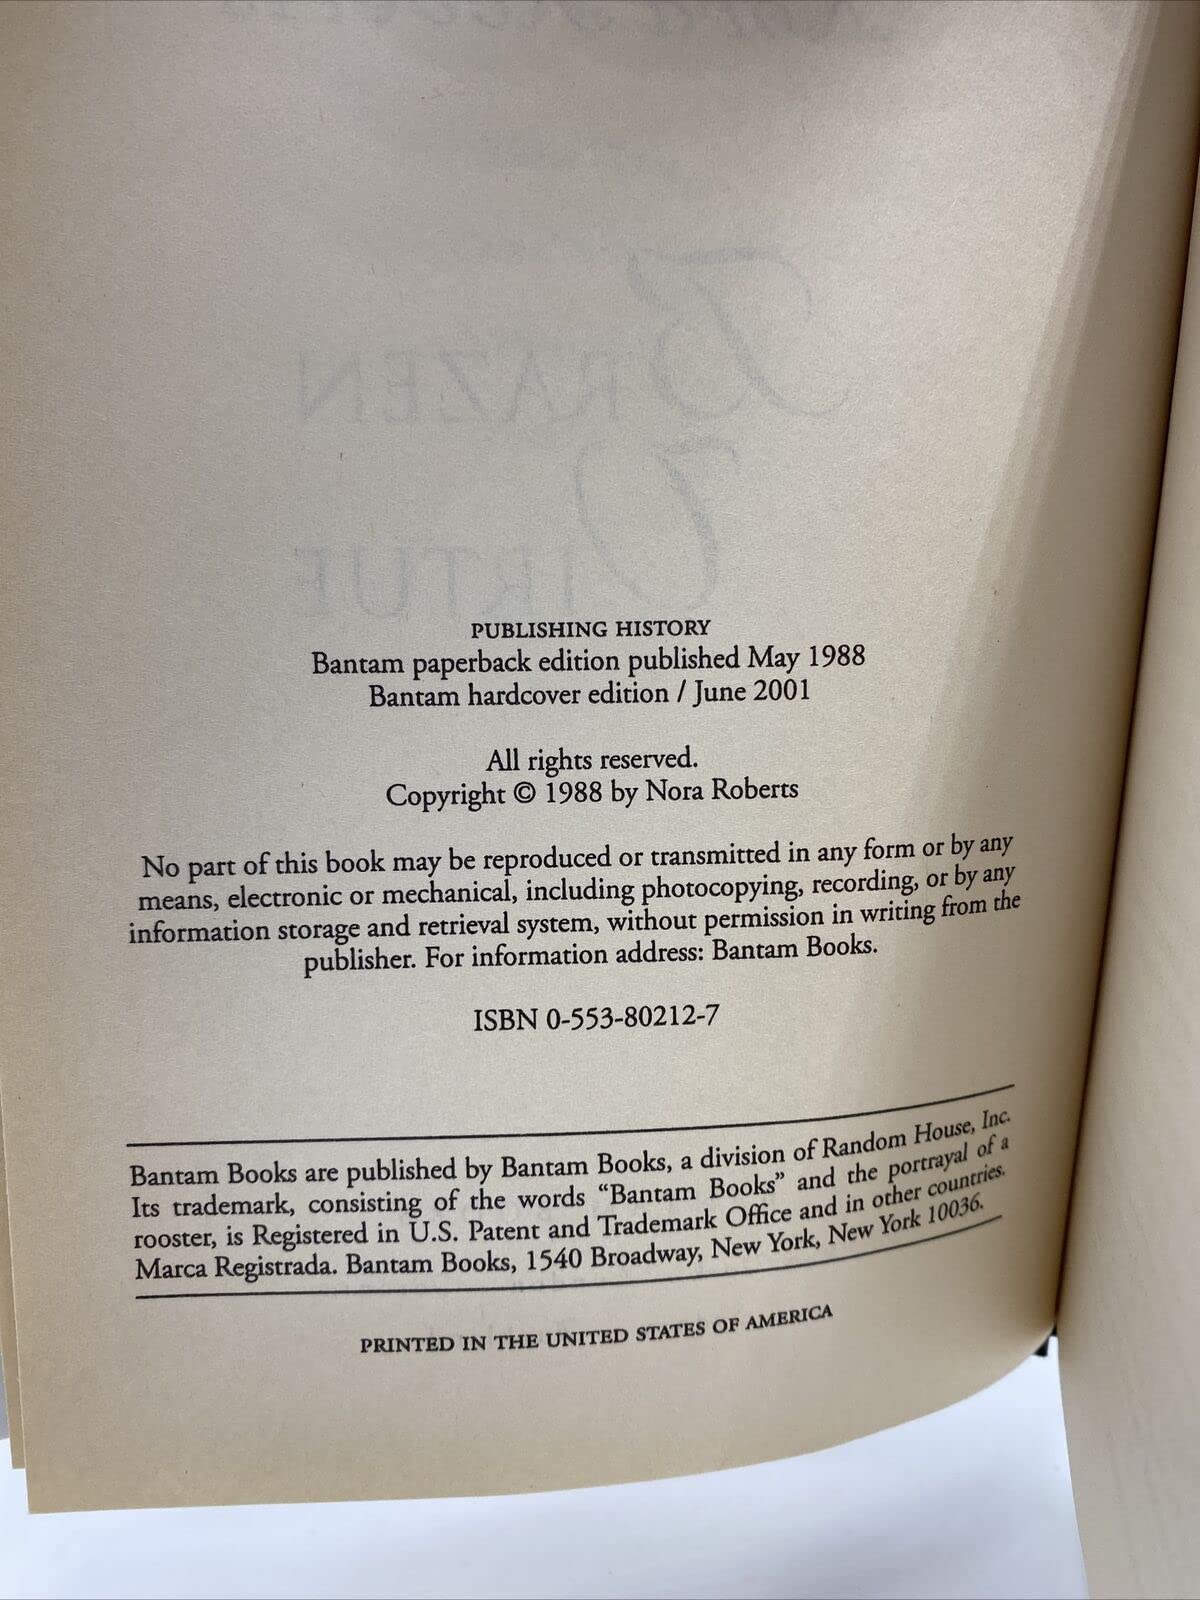 BRAZEN
VIRTUE
PUBLISHING HISTORY
Bantam paperback edition published May 1988
Bantam hardcover edition / June 2001
All rights reserved.
Copyright © 1988 by Nora Roberts
No part of this book may be reproduced or transmitted in any form or by any
means, electronic or mechanical, including photocopying, recording, or by any
information storage and retrieval system, without permission in writing from the
publisher. For information address: Bantam Books.
ISBN 0-553-80212-7
Bantam Books are published by Bantam Books, a division of Random House, Inc.
Its trademark, consisting of the words “Bantam Books” and the portrayal of a
rooster, is Registered in U.S. Patent and Trademark Office and in other countries.
Marca Registrada. Bantam Books, 1540 Broadway, New York, New York 10036.
PRINTED IN THE UNITED STATES OF AMERICA